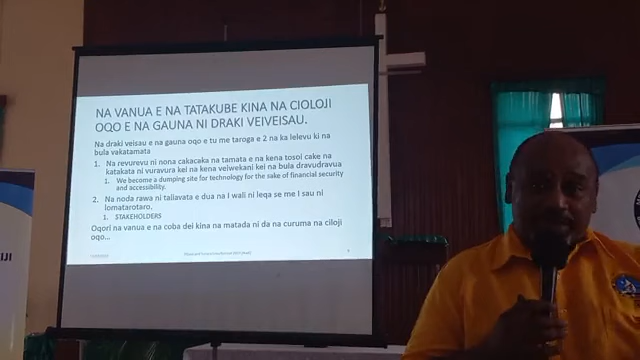 NA VANUA E NA TATAKUBE KINA NA CIOLOJI
OQO E NA GAUNA NI DRAKI VEIVEISAU.
Na draki veisau e na gauna oqo e tu me taroga e 2 na ka lelevu ki na
bula vakatamata
1. Na revurevu ni nona cakacaka na tamata e na kena tosoi cake na
katakata ni vuravura kei na kena veiwekani kei na bula dravudravua
1. We become a dumping site for technology for the sake of financial security
and accessibility.
2. Na noda rawa ni taliavata e dua na I wali ni leqa se me I sau ni
lomatarotaro.
1. STAKEHOLDERS
Oqori na vanua e na coba dei kina na matada ni da na curuma na ciloji
oqo...
IJI